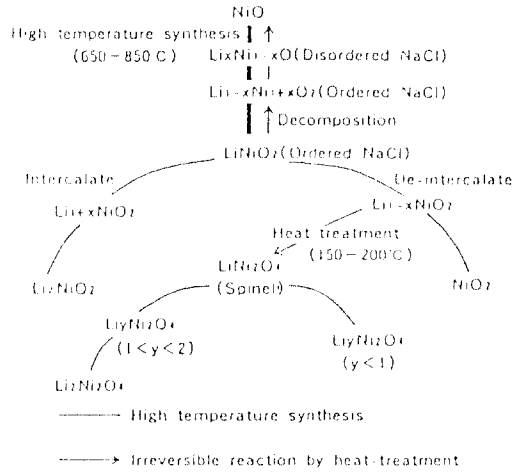 NiO
High temperature synthesis
(650-850°C)
LixNi1-xO(Disordered NaCl)
Li1-xNi1+xO2(Ordered NaCl)
Decomposition
LiNiO2(Ordered NaCl)
Intercalate
De-intercalate
Li1+xNiO2
Li1-xNiO2
Heat treatment
(150-200°C)
Li2NiO2
LiNi2O4
(Spinel)
NiO2
LiyNi2O4
(1<y<2)
LiyNi2O4
(y<1)
Li2Ni2O4
High temperature synthesis
Irreversible reaction by heat-treatment